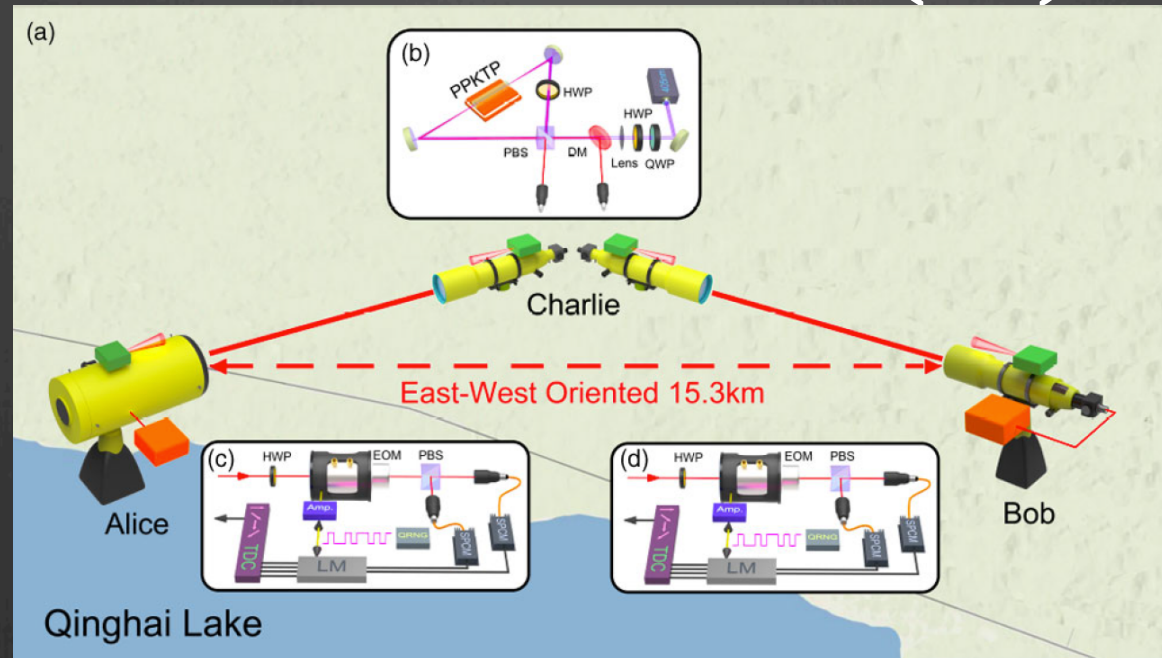 (a)
(b)
PPKTP
HWP
HWP
PBS
DM
Lens
QWP
Charlie
East-West Oriented 15.3km
Alice
Bob
(c)
HWP
EOM
PBS
Amp.
QRNG
SPCM
SPCM
TDC
LM
(d)
HWP
EOM
PBS
Amp.
QRNG
SPCM
SPCM
TDC
LM
Qinghai Lake